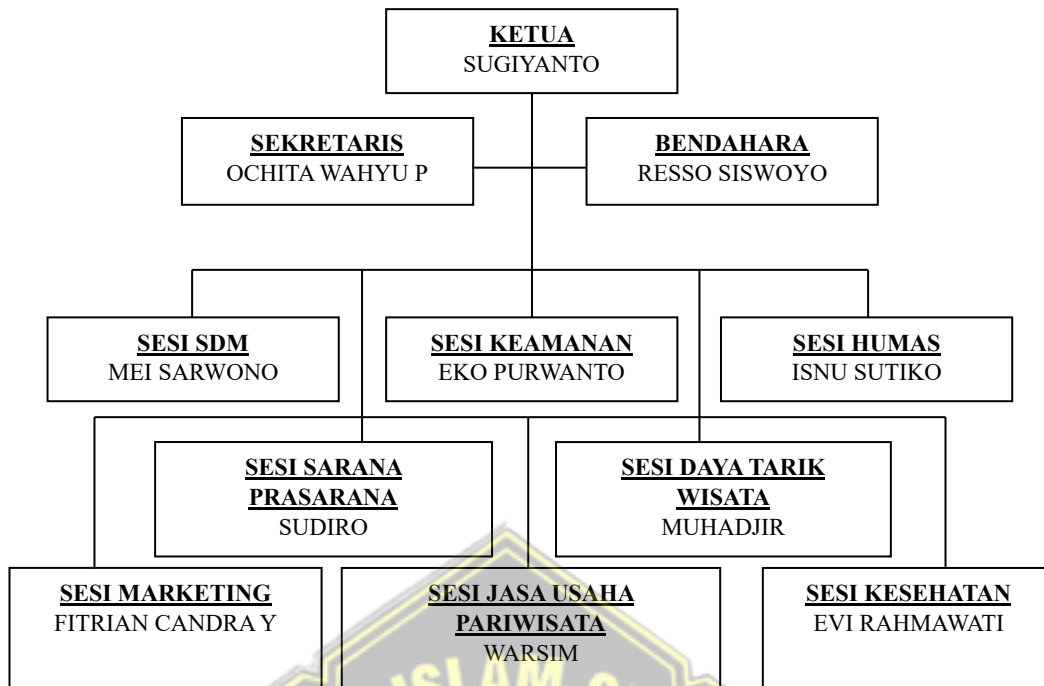 KETUA
SUGIYANTO
SEKRETARIS
OCHITA WAHYU P
BENDAHARA
RESSO SISWOYO
SESI SDM
MEI SARWONO
SESI KEAMANAN
EKO PURWANTO
SESI HUMAS
ISNU SUTIKO
SESI SARANA
PRASARANA
SUDIRO
SESI DAYA TARIK
WISATA
MUHADJIR
SESI MARKETING
FITRIAN CANDRA Y
SESI JASA USAHA
PARIWISATA
WARSIM
SESI KESEHATAN
EVI RAHMAWATI
ISLAM